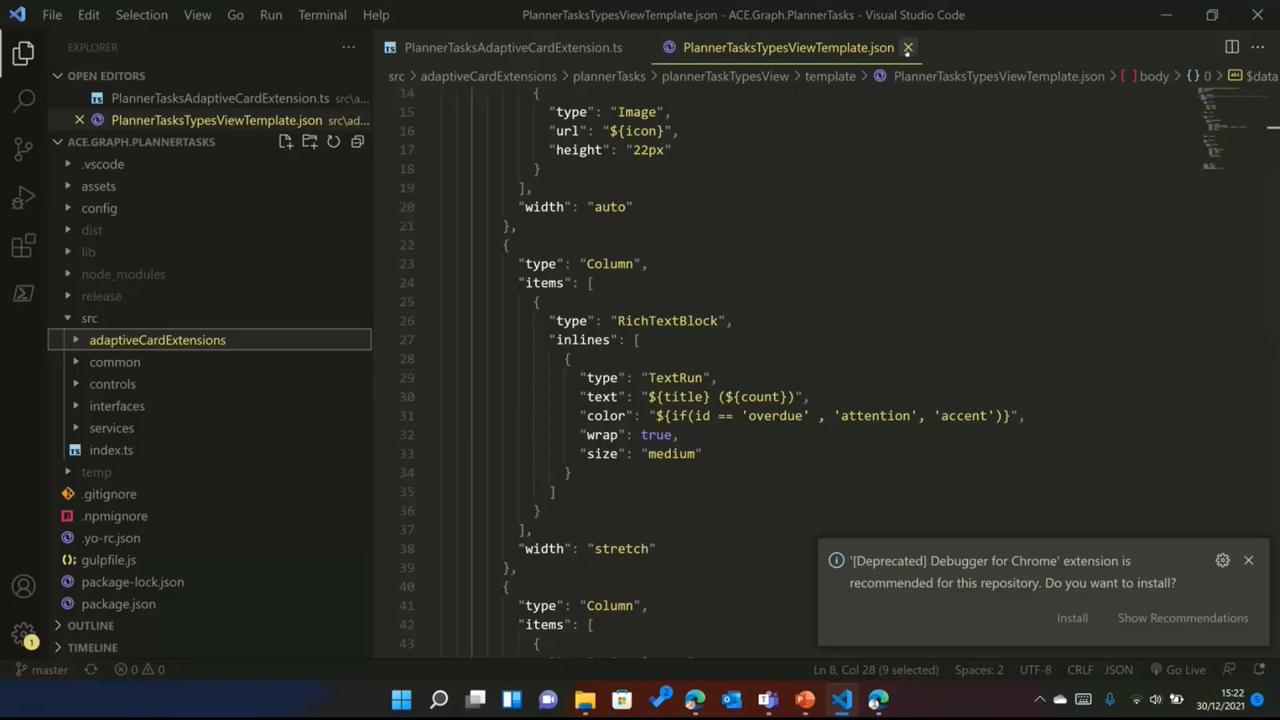 File Edit Selection View Go Run Terminal Help PlannerTasksTypesViewTemplate.json - ACE.Graph.PlannerTasks - Visual Studio Code
EXPLORER
OPEN EDITORS
PlannerTasksAdaptiveCardExtension.ts src\a...
PlannerTasksTypesViewTemplate.json src\ad...
ACE.GRAPH.PLANNERTASKS
.vscode
assets
config
dist
lib
node_modules
release
src
adaptiveCardExtensions
common
controls
interfaces
services
index.ts
temp
.gitignore
.npmignore
.yo-rc.json
gulpfile.js
package-lock.json
package.json
OUTLINE
TIMELINE
PlannerTasksAdaptiveCardExtension.ts PlannerTasksTypesViewTemplate.json
src > adaptiveCardExtensions > plannerTasks > plannerTaskTypesView > template > PlannerTasksTypesViewTemplate.json > [ ] body > {} 0 > $data
14 {
15 "type": "Image",
16 "url": "${icon}",
17 "height": "22px"
18 }
19 ],
20 "width": "auto"
21 },
22 {
23 "type": "Column",
24 "items": [
25 {
26 "type": "RichTextBlock",
27 "inlines": [
28 {
29 "type": "TextRun",
30 "text": "${title} (${count})",
31 "color": "${if(id == 'overdue' , 'attention', 'accent')}",
32 "wrap": true,
33 "size": "medium"
34 }
35 ]
36 }
37 ],
38 "width": "stretch"
39 },
40 {
41 "type": "Column",
42 "items": [
43 {
'[Deprecated] Debugger for Chrome' extension is
recommended for this repository. Do you want to install?
Install Show Recommendations
master 0 0 Ln 8, Col 28 (9 selected) Spaces: 2 UTF-8 CRLF JSON Go Live
1
2
15:22
30/12/2021